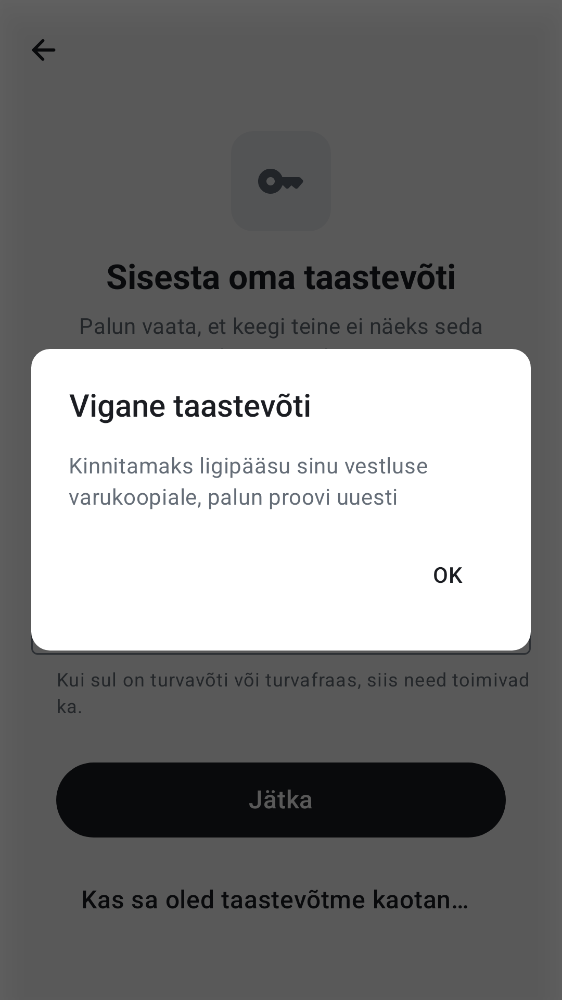 Sisesta oma taastevõti
Palun vaata, et keegi teine ei näeks seda
Vigane taastevõti
Kinnitamaks ligipääsu sinu vestluse
varukoopiale, palun proovi uuesti
OK
Kui sul on turvavõti või turvafraas, siis need toimivad
ka.
Jätka
Kas sa oled taastevõtme kaotan…